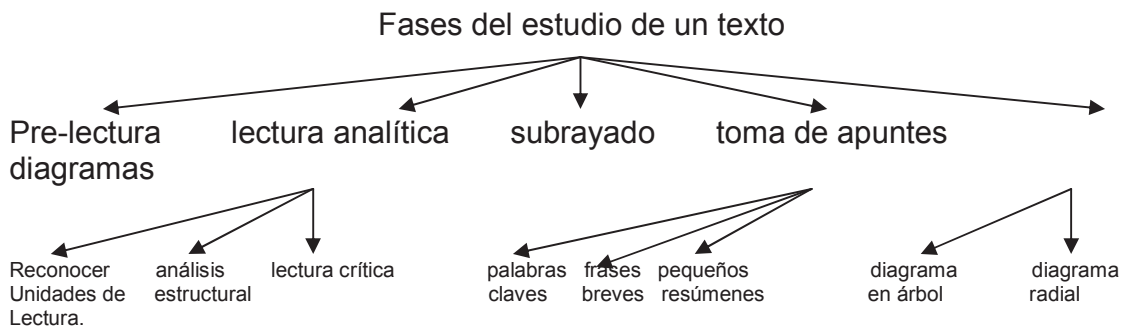 Fases del estudio de un texto
Pre-lectura lectura analítica subrayado toma de apuntes
diagramas
Reconocer análisis lectura crítica palabras frases pequeños diagrama diagrama
Unidades de estructural claves breves resúmenes en árbol radial
Lectura.